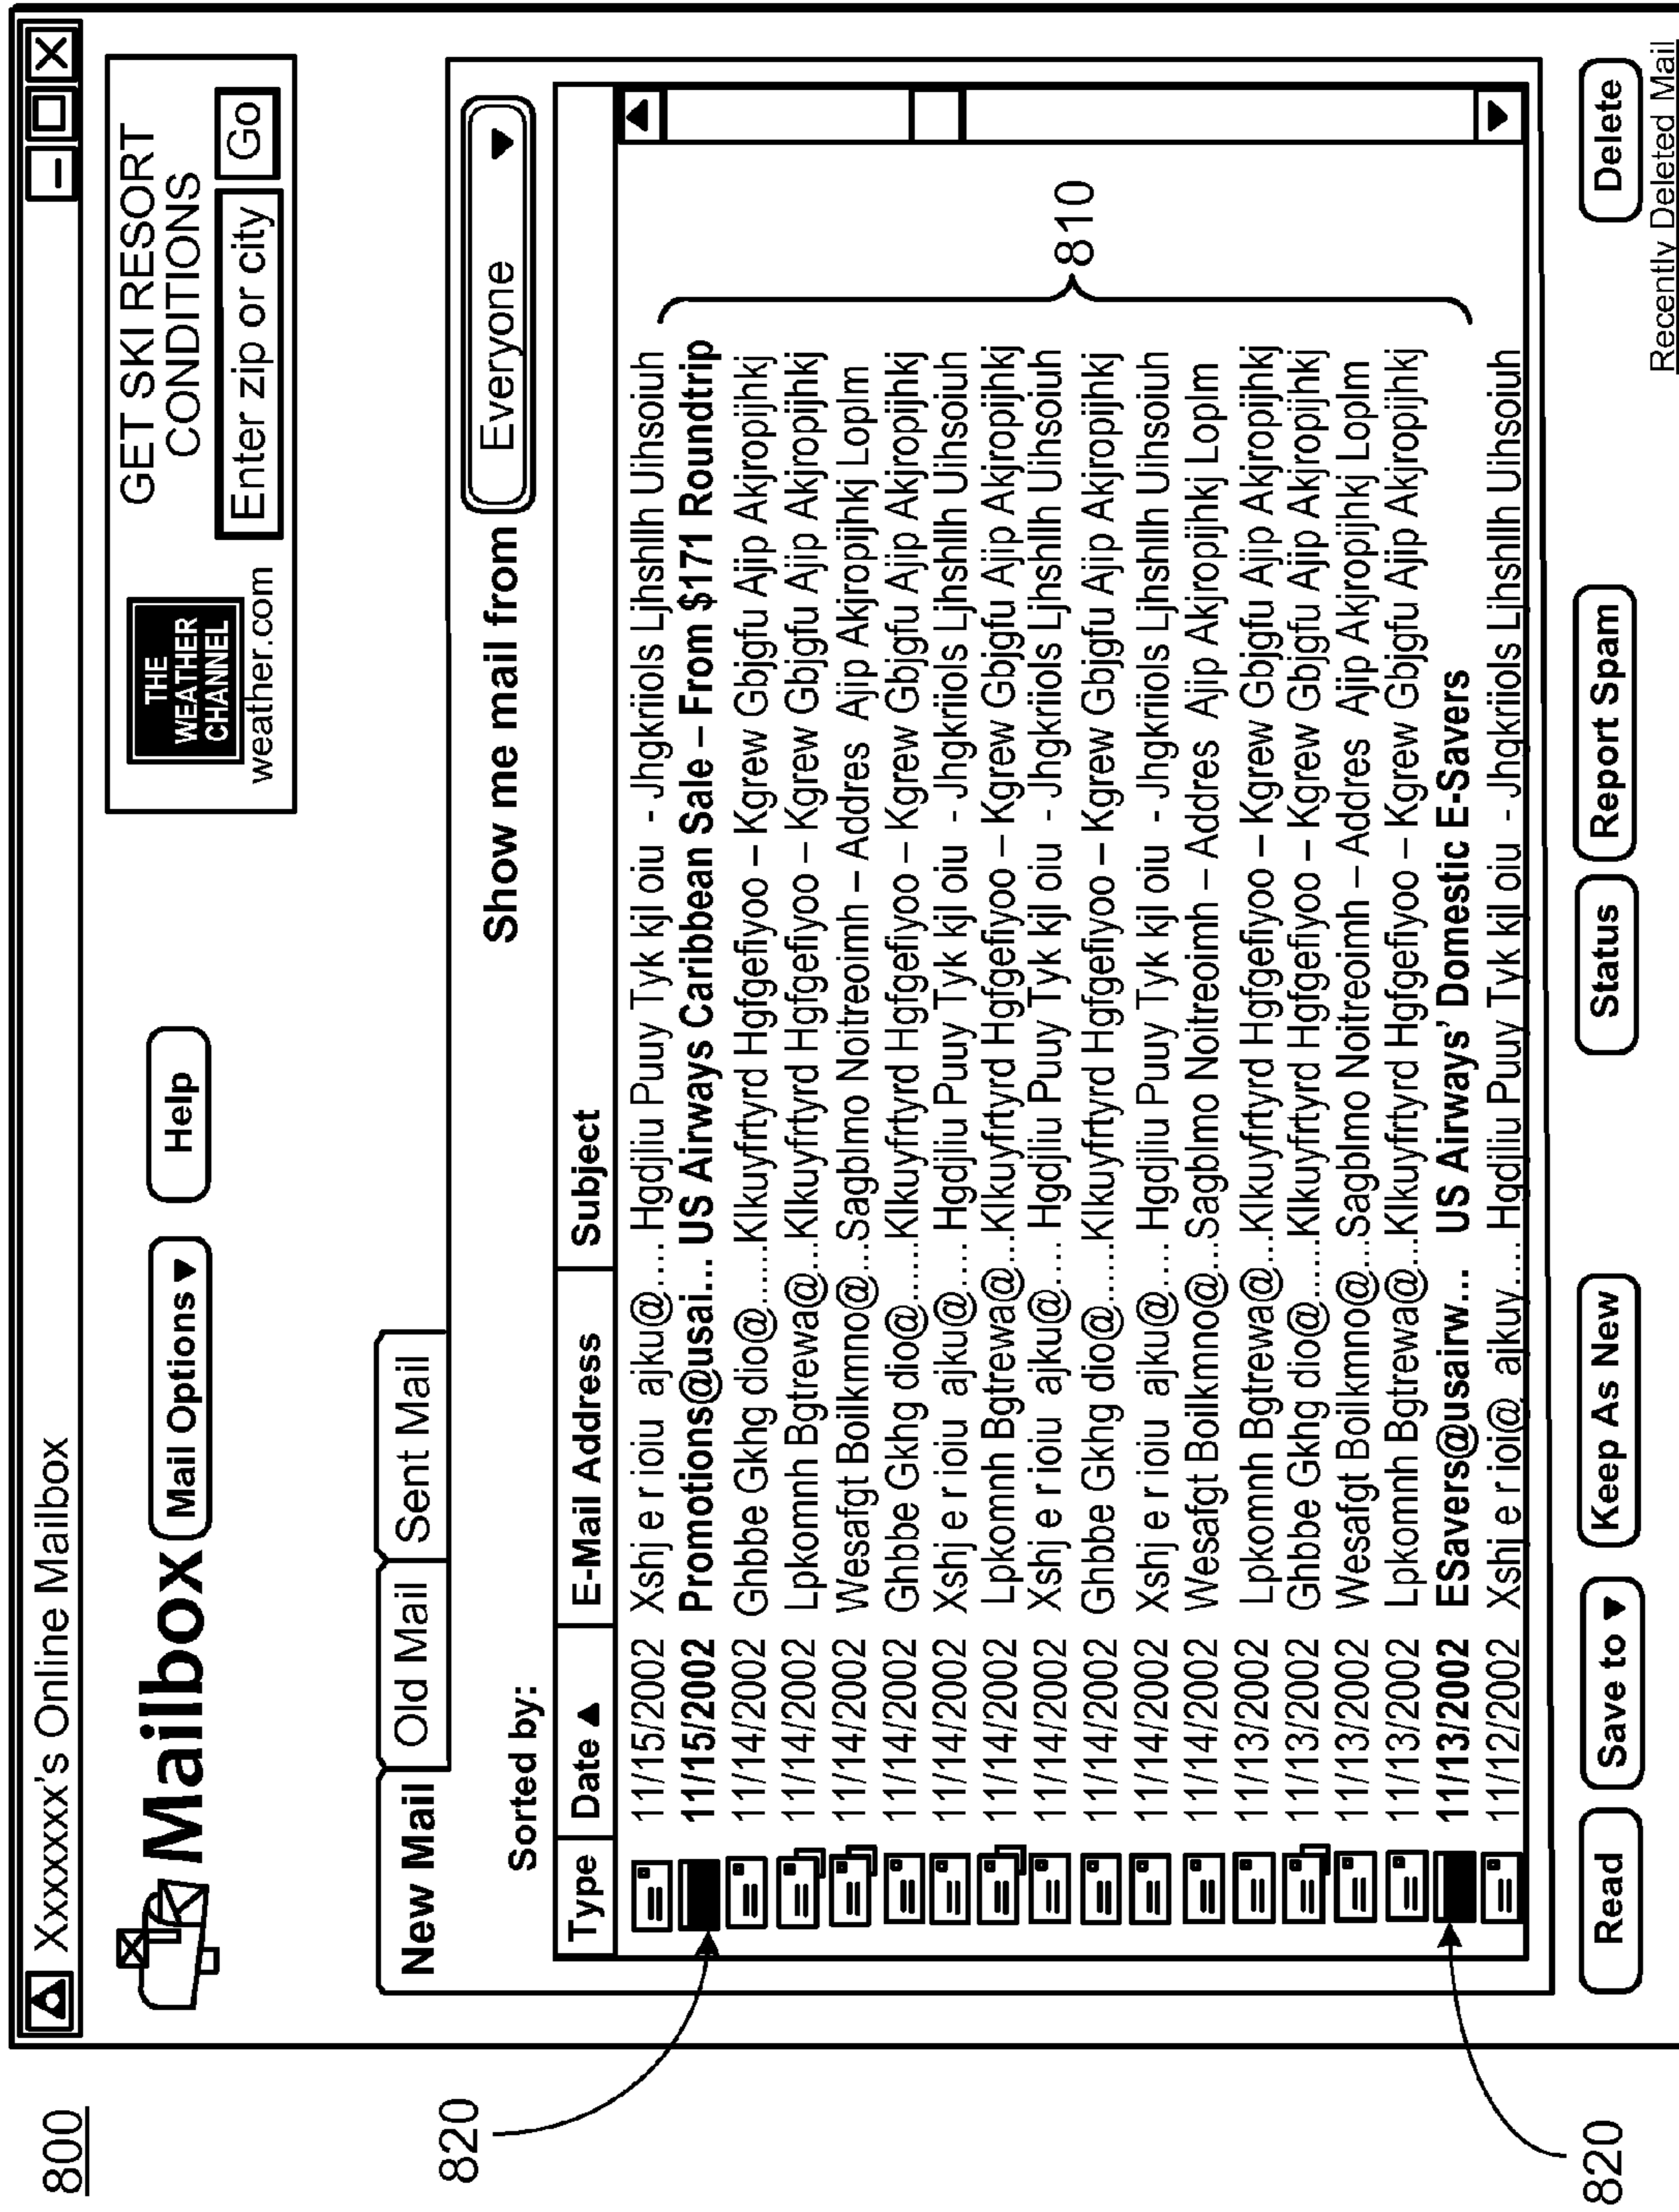 800
Xxxxxxx's Online Mailbox
Mailbox
Mail Options ▼
Help
THE
WEATHER
CHANNEL
weather.com
GET SKI RESORT
CONDITIONS
Enter zip or city
Go
New Mail
Old Mail
Sent Mail
820
Sorted by:
Show me mail from
Everyone ▼
Type Date ▲ E-Mail Address Subject
11/15/2002 Xshj e r ioiu ajku@.... Hgdjliu Puuy Tyk kjl oiu - Jhgkriiols Ljhshllh Uihsoiuh
11/15/2002 Promotions@usai... US Airways Caribbean Sale – From $171 Roundtrip
11/14/2002 Ghbbe Gkhg dio@......Klkuyfrtyrd Hgfgefiyoo – Kgrew Gbjgfu Ajip Akjropijhkj
11/14/2002 Lpkomnh Bgtrewa@...Klkuyfrtyrd Hgfgefiyoo – Kgrew Gbjgfu Ajip Akjropijhkj
11/14/2002 Wesafgt Boilkmno@...Sagblmo Noitreoimh – Addres Ajip Akjropijhkj Loplm
11/14/2002 Ghbbe Gkhg dio@......Klkuyfrtyrd Hgfgefiyoo – Kgrew Gbjgfu Ajip Akjropijhkj
11/14/2002 Xshj e r ioiu ajku@.... Hgdjliu Puuy Tyk kjl oiu - Jhgkriiols Ljhshllh Uihsoiuh
11/14/2002 Lpkomnh Bgtrewa@...Klkuyfrtyrd Hgfgefiyoo – Kgrew Gbjgfu Ajip Akjropijhkj
11/14/2002 Xshj e r ioiu ajku@.... Hgdjliu Puuy Tyk kjl oiu - Jhgkriiols Ljhshllh Uihsoiuh
11/14/2002 Ghbbe Gkhg dio@......Klkuyfrtyrd Hgfgefiyoo – Kgrew Gbjgfu Ajip Akjropijhkj
11/14/2002 Xshj e r ioiu ajku@.... Hgdjliu Puuy Tyk kjl oiu - Jhgkriiols Ljhshllh Uihsoiuh
11/14/2002 Wesafgt Boilkmno@...Sagblmo Noitreoimh – Addres Ajip Akjropijhkj Loplm
11/13/2002 Lpkomnh Bgtrewa@...Klkuyfrtyrd Hgfgefiyoo – Kgrew Gbjgfu Ajip Akjropijhkj
11/13/2002 Ghbbe Gkhg dio@......Klkuyfrtyrd Hgfgefiyoo – Kgrew Gbjgfu Ajip Akjropijhkj
11/13/2002 Wesafgt Boilkmno@...Sagblmo Noitreoimh – Addres Ajip Akjropijhkj Loplm
11/13/2002 Lpkomnh Bgtrewa@...Klkuyfrtyrd Hgfgefiyoo – Kgrew Gbjgfu Ajip Akjropijhkj
11/13/2002 ESavers@usairw... US Airways' Domestic E-Savers
11/12/2002 Xshj e r ioi@ ajkuy.... Hgdjliu Puuy Tyk kjl oiu - Jhgkriiols Ljhshllh Uihsoiuh
810
820
Read
Save to ▼
Keep As New
Status
Report Spam
Delete
Recently Deleted Mail